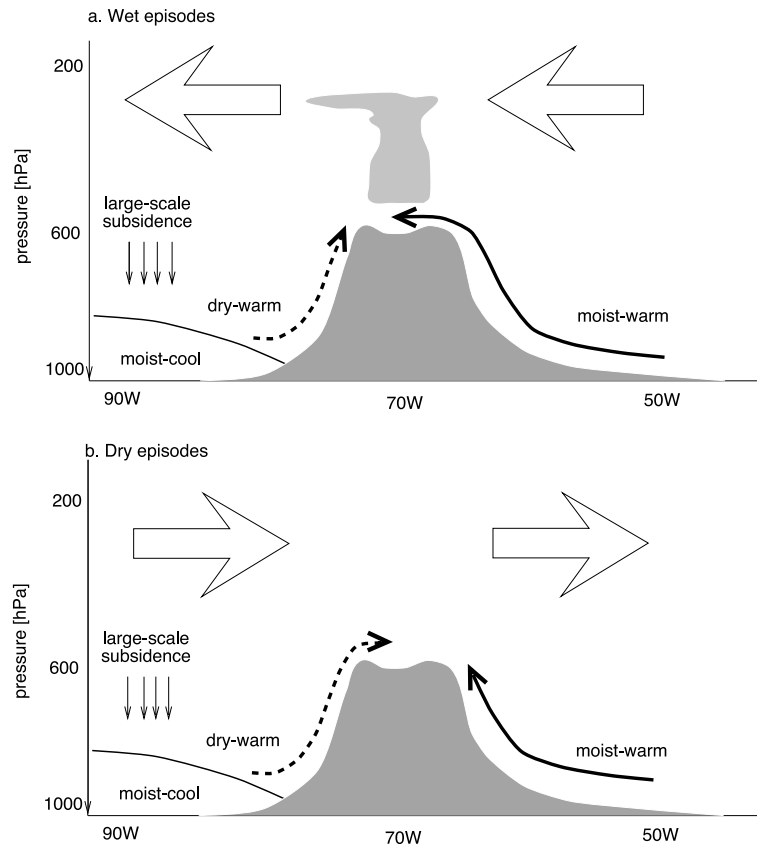 a. Wet episodes
200
pressure [hPa]
large-scale
subsidence
600
dry-warm
moist-warm
moist-cool
1000
90W
70W
50W
b. Dry episodes
200
pressure [hPa]
large-scale
subsidence
600
dry-warm
moist-warm
moist-cool
1000
90W
70W
50W